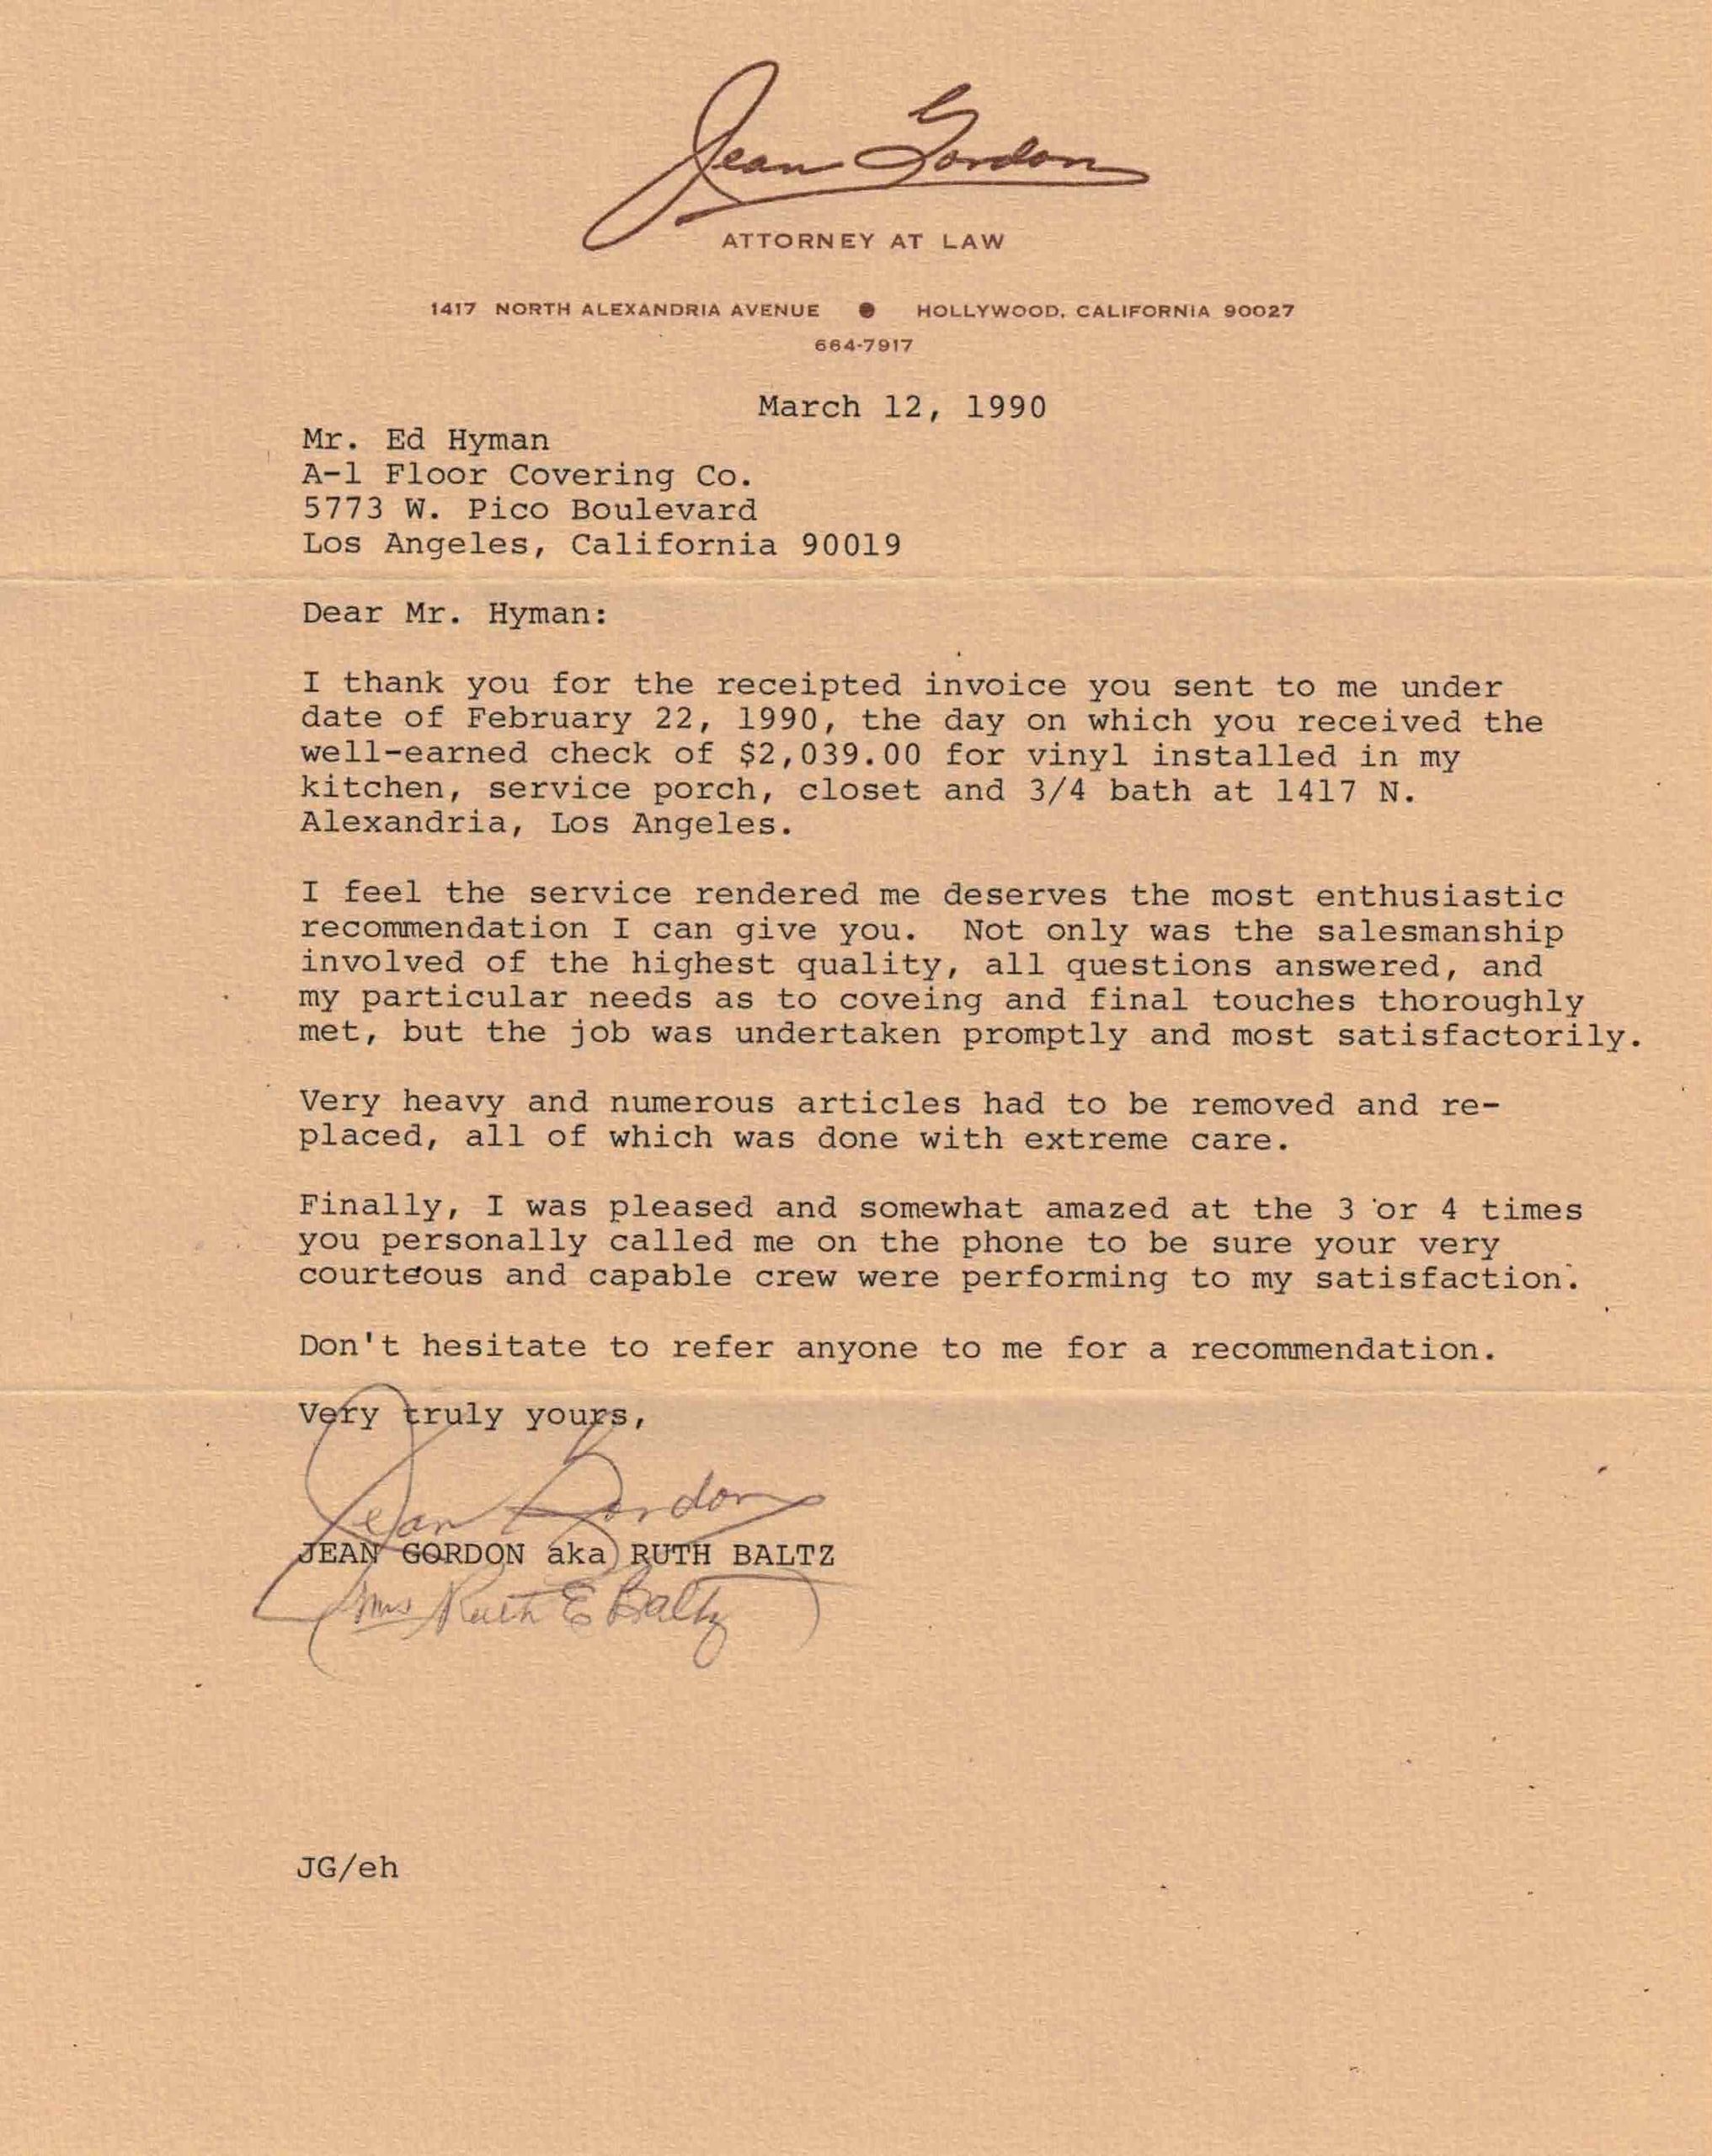 Jean Gordon
ATTORNEY AT LAW
1417 NORTH ALEXANDRIA AVENUE ● HOLLYWOOD, CALIFORNIA 90027
664-7917
March 12, 1990
Mr. Ed Hyman
A-1 Floor Covering Co.
5773 W. Pico Boulevard
Los Angeles, California 90019
Dear Mr. Hyman:
I thank you for the receipted invoice you sent to me under
date of February 22, 1990, the day on which you received the
well-earned check of $2,039.00 for vinyl installed in my
kitchen, service porch, closet and 3/4 bath at 1417 N.
Alexandria, Los Angeles.
I feel the service rendered me deserves the most enthusiastic
recommendation I can give you.  Not only was the salesmanship
involved of the highest quality, all questions answered, and
my particular needs as to coveing and final touches thoroughly
met, but the job was undertaken promptly and most satisfactorily.
Very heavy and numerous articles had to be removed and re-
placed, all of which was done with extreme care.
Finally, I was pleased and somewhat amazed at the 3 or 4 times
you personally called me on the phone to be sure your very
courteous and capable crew were performing to my satisfaction.
Don't hesitate to refer anyone to me for a recommendation.
Very truly yours,
Jean Gordon
JEAN GORDON aka RUTH BALTZ
(Mrs Ruth E Baltz)
JG/eh